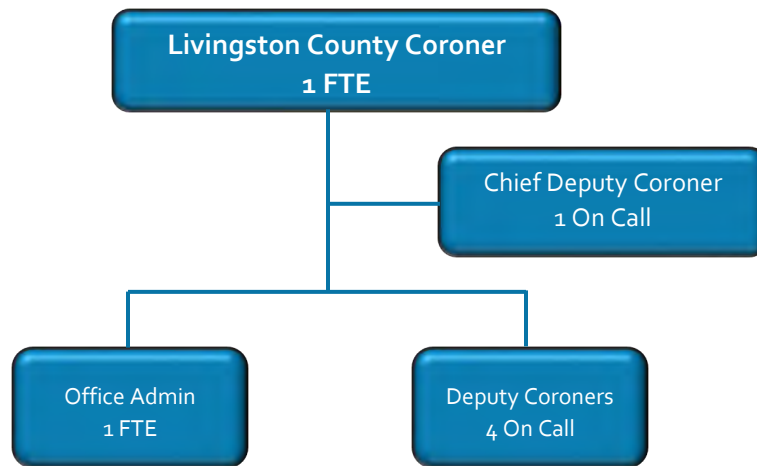 Livingston County Coroner
1 FTE
Chief Deputy Coroner
1 On Call
Office Admin
1 FTE
Deputy Coroners
4 On Call